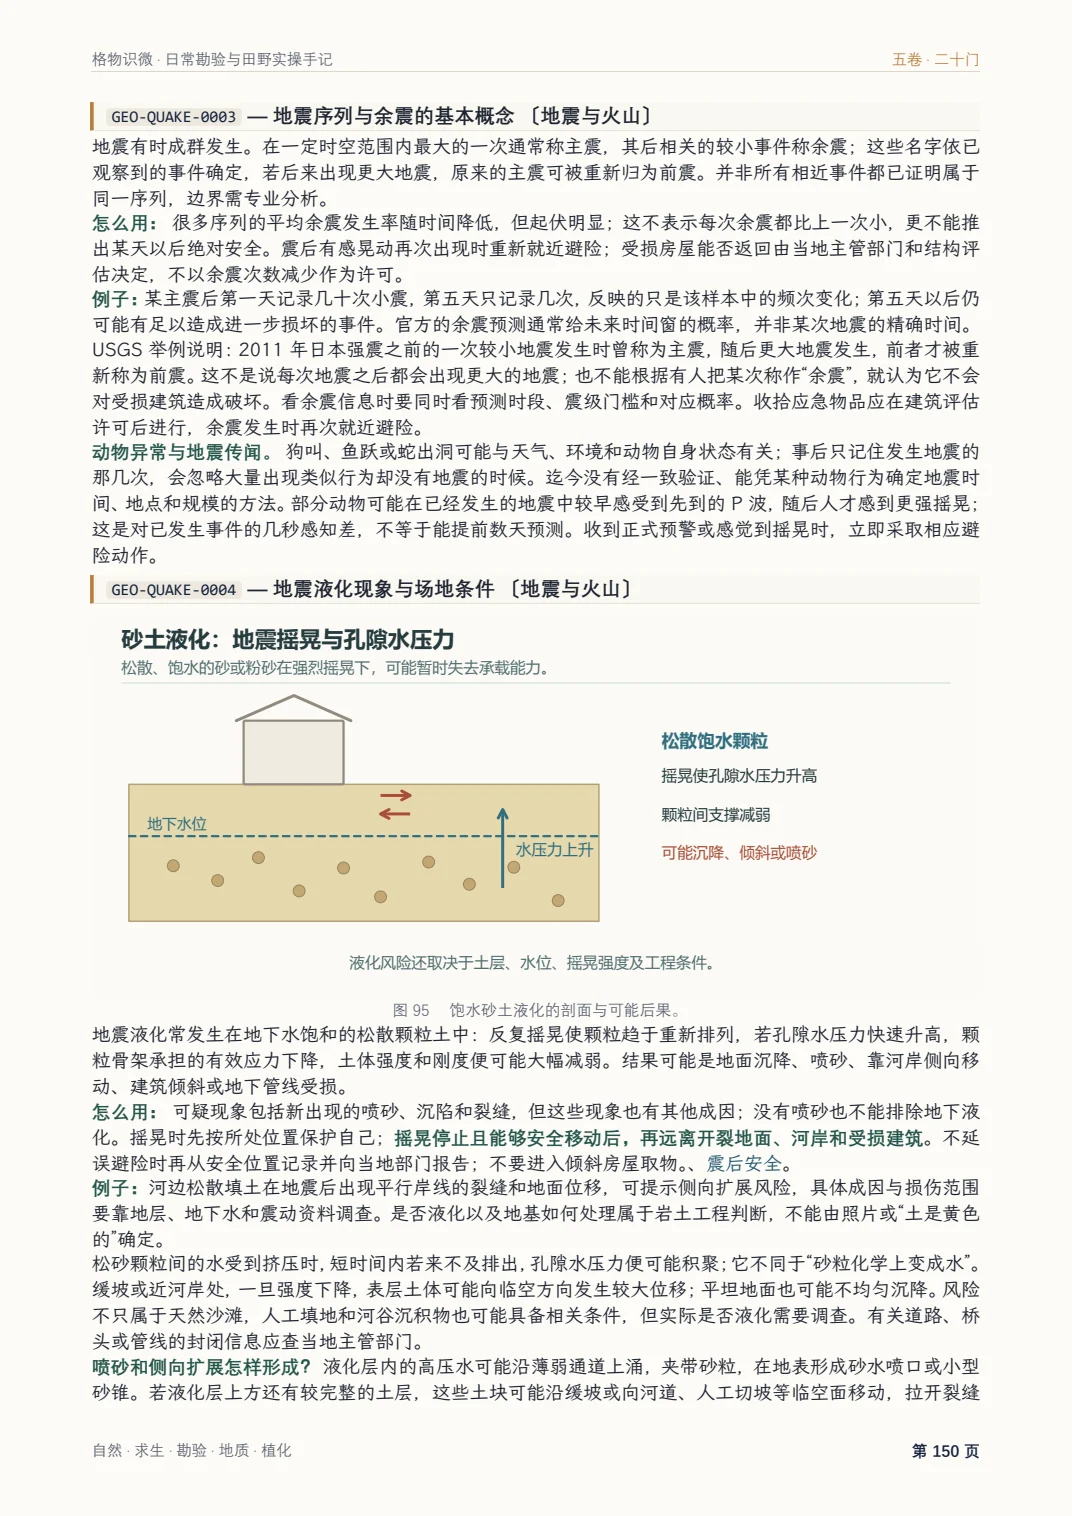 格物识微 · 日常勘验与田野实操手记
五卷 · 二十门
GEO-QUAKE-0003 — 地震序列与余震的基本概念 〔地震与火山〕
地震有时成群发生。在一定时空范围内最大的一次通常称主震，其后相关的较小事件称余震；这些名字依已
观察到的事件确定，若后来出现更大地震，原来的主震可被重新归为前震。并非所有相近事件都已证明属于
同一序列，边界需专业分析。
怎么用： 很多序列的平均余震发生率随时间降低，但起伏明显；这不表示每次余震都比上一次小，更不能推
出某天以后绝对安全。震后有感晃动再次出现时重新就近避险；受损房屋能否返回由当地主管部门和结构评
估决定，不以余震次数减少作为许可。
例子：某主震后第一天记录几十次小震，第五天只记录几次，反映的只是该样本中的频次变化；第五天以后仍
可能有足以造成进一步损坏的事件。官方的余震预测通常给未来时间窗的概率，并非某次地震的精确时间。
USGS 举例说明：2011 年日本强震之前的一次较小地震发生时曾称为主震，随后更大地震发生，前者才被重
新称为前震。这不是说每次地震之后都会出现更大的地震；也不能根据有人把某次称作“余震”，就认为它不会
对受损建筑造成破坏。看余震信息时要同时看预测时段、震级门槛和对应概率。收拾应急物品应在建筑评估
许可后进行，余震发生时再次就近避险。
动物异常与地震传闻。 狗叫、鱼跃或蛇出洞可能与天气、环境和动物自身状态有关；事后只记住发生地震的
那几次，会忽略大量出现类似行为却没有地震的时候。迄今没有经一致验证、能凭某种动物行为确定地震时
间、地点和规模的方法。部分动物可能在已经发生的地震中较早感受到先到的 P 波，随后人才感到更强摇晃；
这是对已发生事件的几秒感知差，不等于能提前数天预测。收到正式预警或感觉到摇晃时，立即采取相应避
险动作。
GEO-QUAKE-0004 — 地震液化现象与场地条件 〔地震与火山〕
砂土液化：地震摇晃与孔隙水压力
松散、饱水的砂或粉砂在强烈摇晃下，可能暂时失去承载能力。
松散饱水颗粒
摇晃使孔隙水压力升高
颗粒间支撑减弱
可能沉降、倾斜或喷砂
地下水位
水压力上升
液化风险还取决于土层、水位、摇晃强度及工程条件。
图 95 饱水砂土液化的剖面与可能后果。
地震液化常发生在地下水饱和的松散颗粒土中：反复摇晃使颗粒趋于重新排列，若孔隙水压力快速升高，颗
粒骨架承担的有效应力下降，土体强度和刚度便可能大幅减弱。结果可能是地面沉降、喷砂、靠河岸侧向移
动、建筑倾斜或地下管线受损。
怎么用： 可疑现象包括新出现的喷砂、沉陷和裂缝，但这些现象也有其他成因；没有喷砂也不能排除地下液
化。摇晃时先按所处位置保护自己；摇晃停止且能够安全移动后，再远离开裂地面、河岸和受损建筑。不延
误避险时再从安全位置记录并向当地部门报告；不要进入倾斜房屋取物。、震后安全。
例子：河边松散填土在地震后出现平行岸线的裂缝和地面位移，可提示侧向扩展风险，具体成因与损伤范围
要靠地层、地下水和震动资料调查。是否液化以及地基如何处理属于岩土工程判断，不能由照片或“土是黄色
的”确定。
松砂颗粒间的水受到挤压时，短时间内若来不及排出，孔隙水压力便可能积聚；它不同于“砂粒化学上变成水”。
缓坡或近河岸处，一旦强度下降，表层土体可能向临空方向发生较大位移；平坦地面也可能不均匀沉降。风险
不只属于天然沙滩，人工填地和河谷沉积物也可能具备相关条件，但实际是否液化需要调查。有关道路、桥
头或管线的封闭信息应查当地主管部门。
喷砂和侧向扩展怎样形成？ 液化层内的高压水可能沿薄弱通道上涌，夹带砂粒，在地表形成砂水喷口或小型
砂锥。若液化层上方还有较完整的土层，这些土块可能沿缓坡或向河道、人工切坡等临空面移动，拉开裂缝
自然 · 求生 · 勘验 · 地质 · 植化
第 150 页